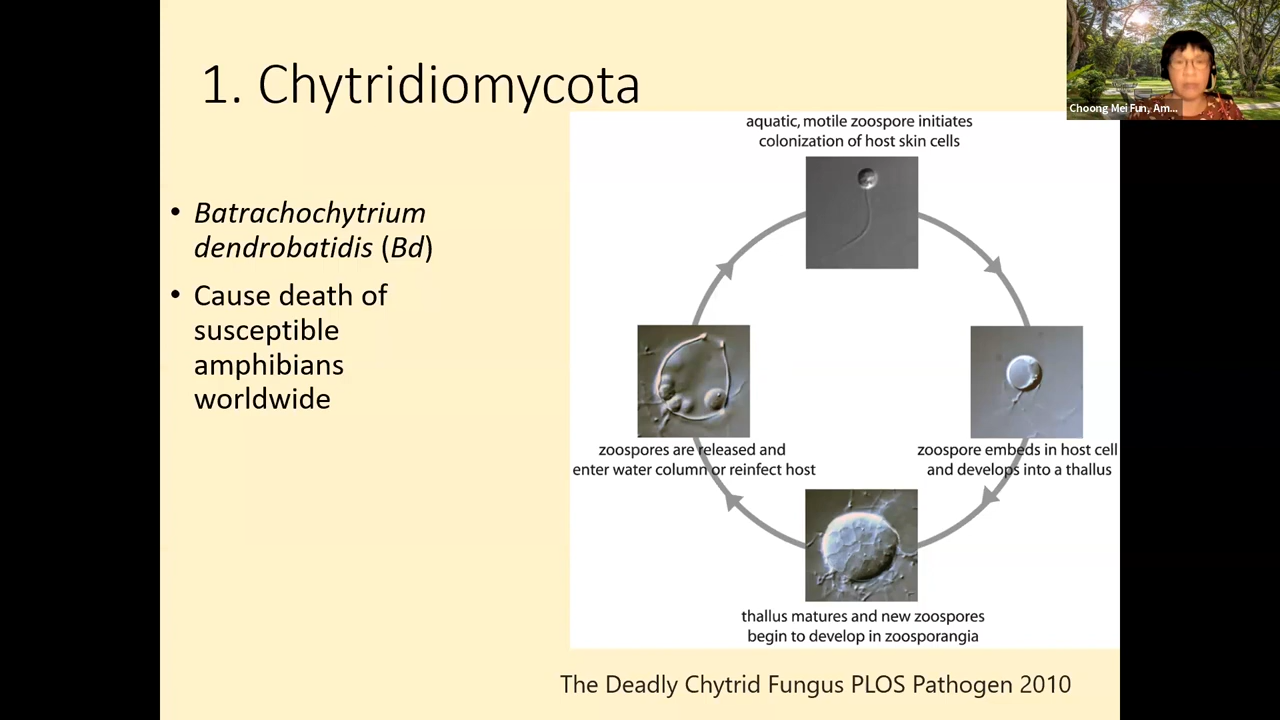 1. Chytridiomycota
• Batrachochytrium
dendrobatidis (Bd)
• Cause death of
susceptible
amphibians
worldwide
aquatic, motile zoospore initiates
colonization of host skin cells
zoospore embeds in host cell
and develops into a thallus
thallus matures and new zoospores
begin to develop in zoosporangia
zoospores are released and
enter water column or reinfect host
The Deadly Chytrid Fungus PLOS Pathogen 2010
Choong Mei Fun, Am...